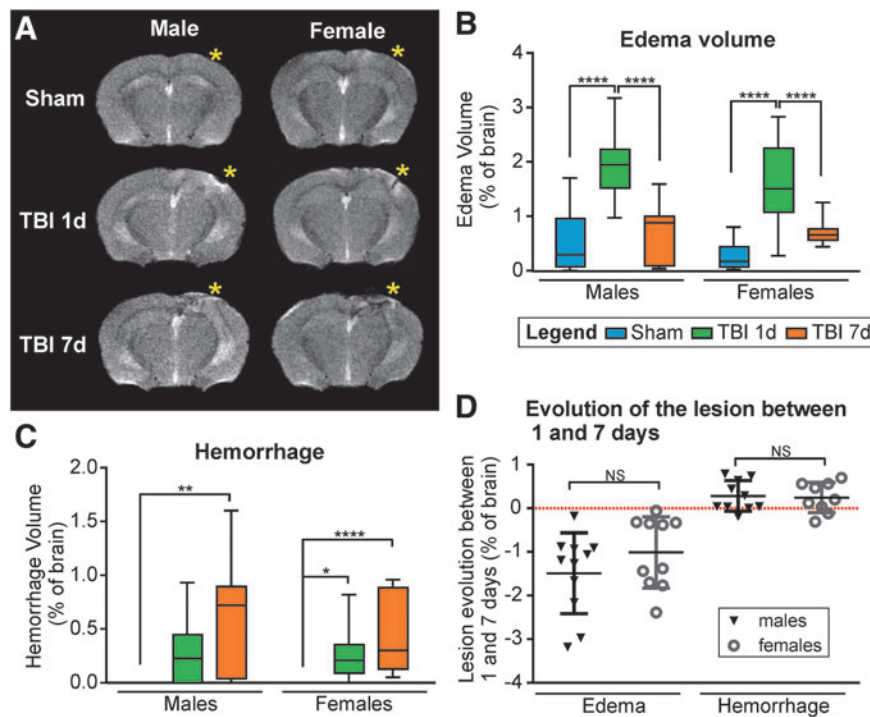 A
Male
Female
*
*
Sham
*
*
TBI 1d
*
*
TBI 7d
B
Edema volume
Edema Volume
(% of brain)
4
3
2
1
0
****
****
****
****
Males
Females
Legend
Sham
TBI 1d
TBI 7d
C
Hemorrhage
Hemorrhage Volume
(% of brain)
2.0
1.5
1.0
0.5
0.0
**
****
*
Males
Females
D
Evolution of the lesion between
1 and 7 days
Lesion evolution between
1 and 7 days (% of brain)
1
0
-1
-2
-3
-4
NS
NS
males
females
Edema
Hemorrhage